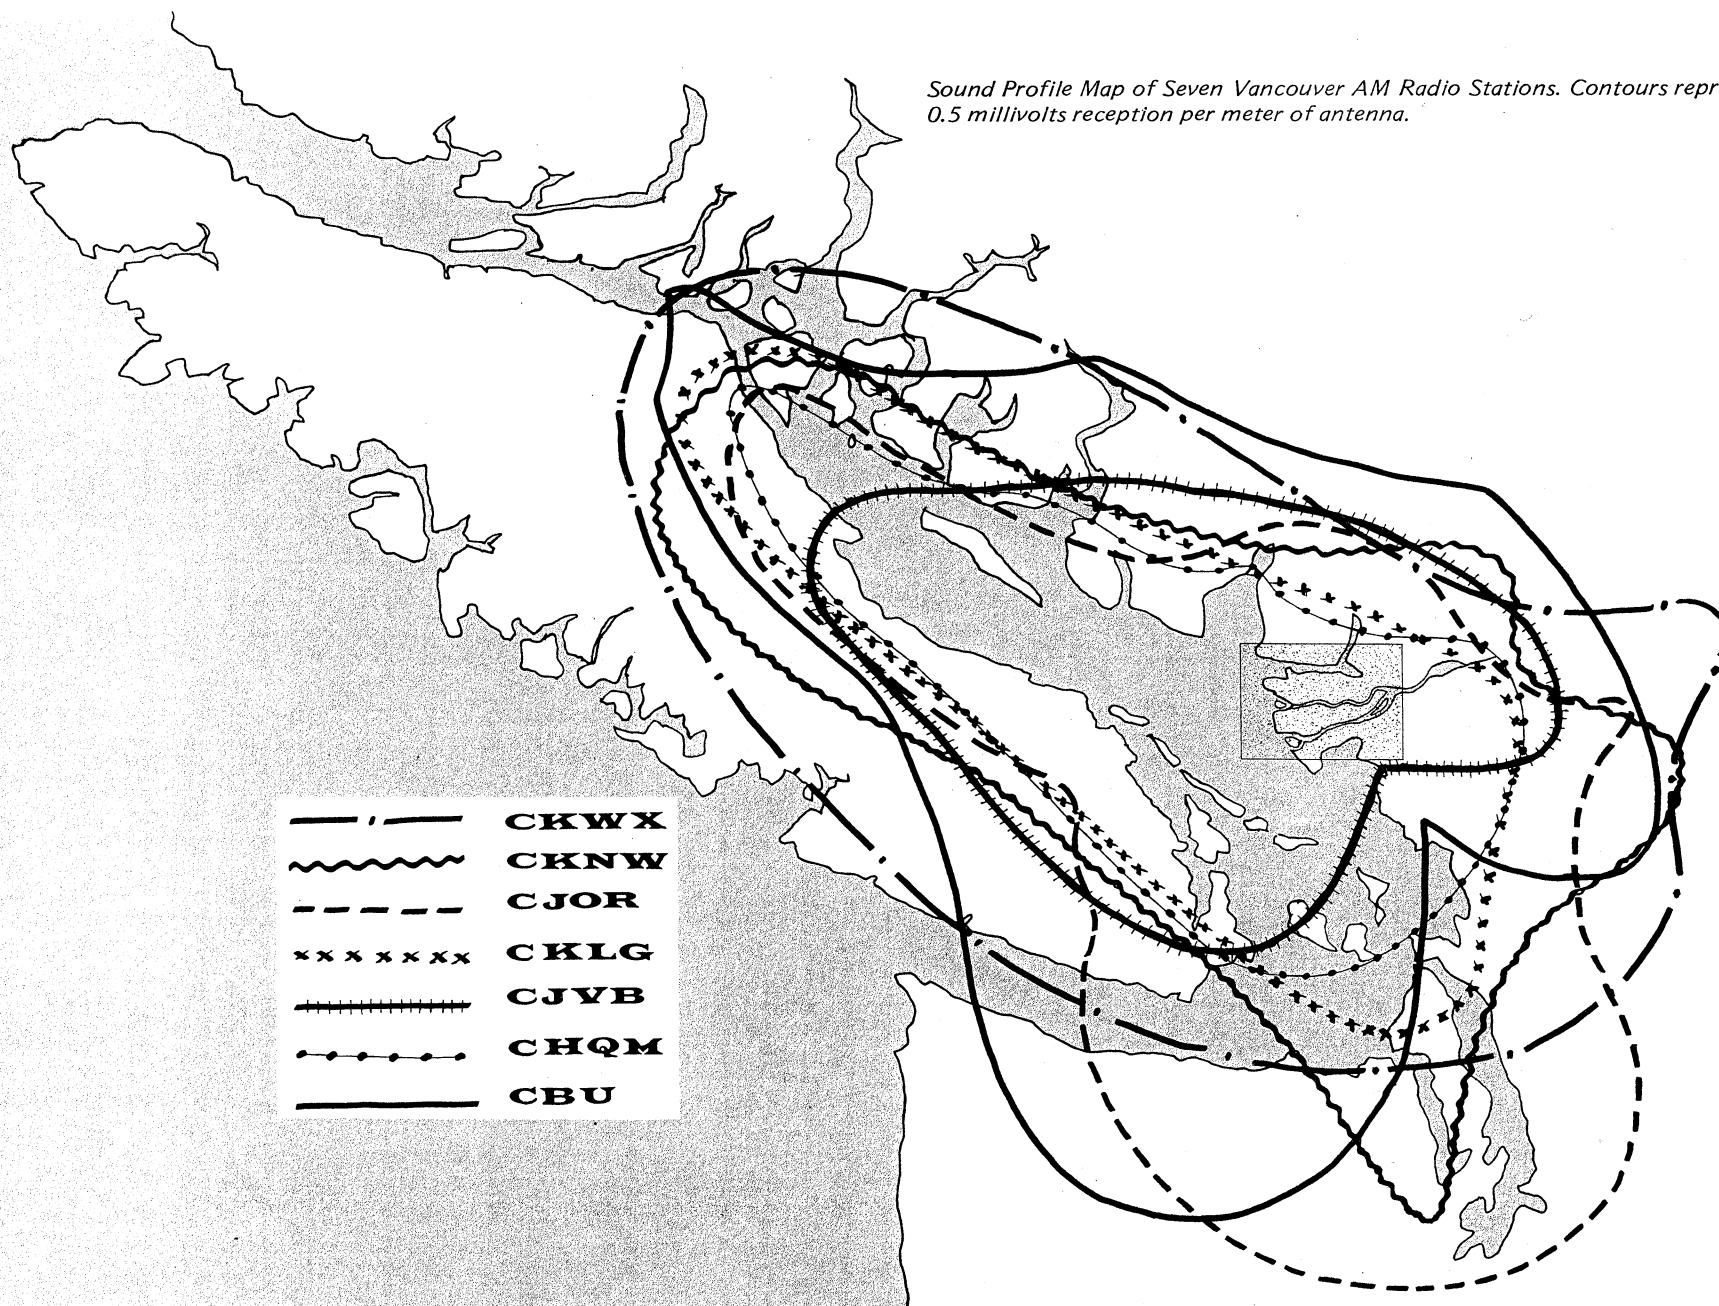 Sound Profile Map of Seven Vancouver AM Radio Stations. Contours repr
0.5 millivolts reception per meter of antenna.
CKWX
CKNW
CJOR
CKLG
CJVB
CHQM
CBU